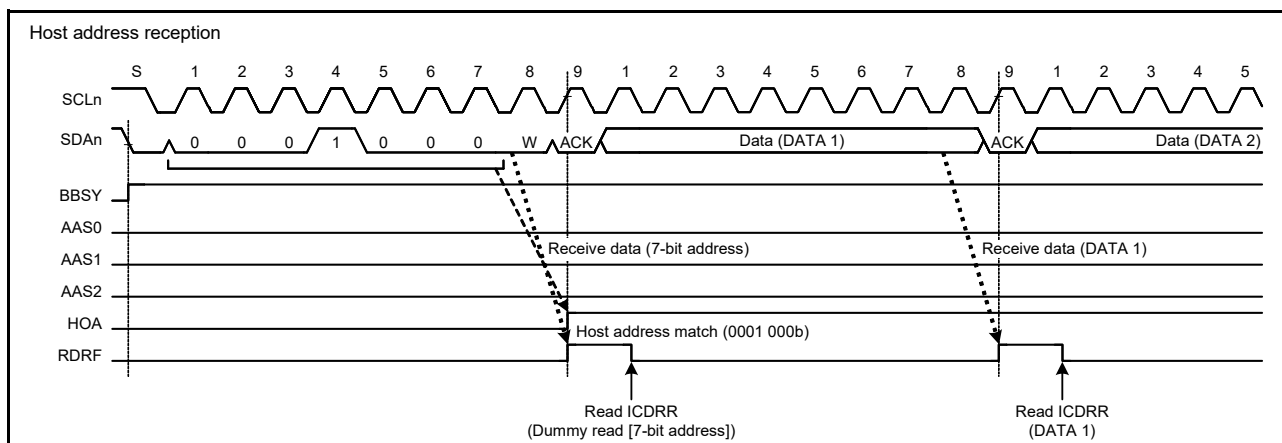 Host address reception
S 1 2 3 4 5 6 7 8 9 1 2 3 4 5 6 7 8 9 1 2 3 4 5
SCLn
SDAn 0 0 0 1 0 0 0 W ACK Data (DATA 1) ACK Data (DATA 2)
BBSY
AAS0
Receive data (7-bit address) Receive data (DATA 1)
AAS1
AAS2
HOA
Host address match (0001 000b)
RDRF
Read ICDRR Read ICDRR
(Dummy read [7-bit address]) (DATA 1)